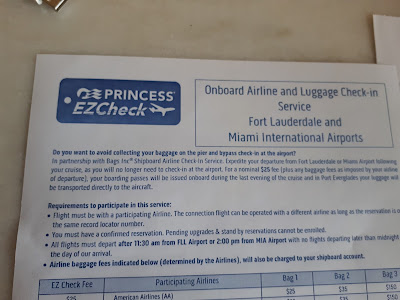 PRINCESS®
EZCheck
Onboard Airline and Luggage Check-in
Service
Fort Lauderdale and
Miami International Airports
Do you want to avoid collecting your baggage on the pier and bypass check-in at the airport?
In partnership with Bags Inc® Shipboard Airline Check-In Service. Expedite your departure from Fort Lauderdale or Miami Airport following
your cruise, as you will no longer need to check-in at the airport. For a nominal $25 fee (plus any baggage fees as imposed by your airline
of departure), your boarding passes will be issued onboard during the last evening of the cruise and in Port Everglades your luggage will
be transported directly to the aircraft.
Requirements to participate in this service:
• Flight must be with a participating Airline. The connection flight can be operated with a different airline as long as the reservation is o
the same record locator number.
• You must have a confirmed reservation. Pending upgrades & stand by reservations cannot be enrolled.
• All flights must depart after 11:30 am from FLL Airport or 2:00 pm from MIA Airport with no flights departing later than midnight
the day of our arrival.
• Airline baggage fees indicated below (determined by the Airlines), will also be charged to your shipboard account.
EZ Check Fee Participating Airlines Bag 1 Bag 2 Bag 3
$25 American Airlines (AA) $25 $35 $150